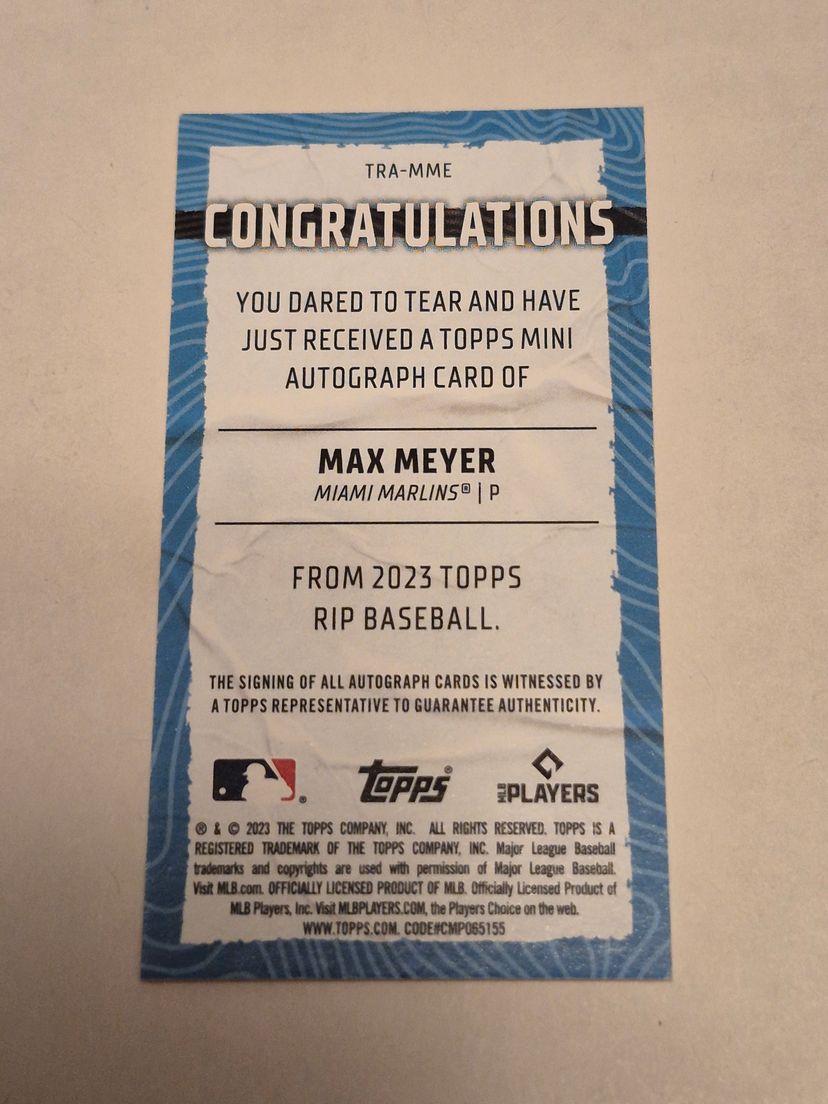 TRA-MME
CONGRATULATIONS
YOU DARED TO TEAR AND HAVE
JUST RECEIVED A TOPPS MINI
AUTOGRAPH CARD OF
MAX MEYER
MIAMI MARLINS® | P
FROM 2023 TOPPS
RIP BASEBALL.
THE SIGNING OF ALL AUTOGRAPH CARDS IS WITNESSED BY
A TOPPS REPRESENTATIVE TO GUARANTEE AUTHENTICITY.
® Topps® MLB PLAYERS
® & © 2023 THE TOPPS COMPANY, INC. ALL RIGHTS RESERVED. TOPPS IS A
REGISTERED TRADEMARK OF THE TOPPS COMPANY, INC. Major League Baseball
trademarks and copyrights are used with permission of Major League Baseball.
Visit MLB.com. OFFICIALLY LICENSED PRODUCT OF MLB. Officially Licensed Product of
MLB Players, Inc. Visit MLBPLAYERS.COM, the Players Choice on the web.
WWW.TOPPS.COM. CODE#CMP065155